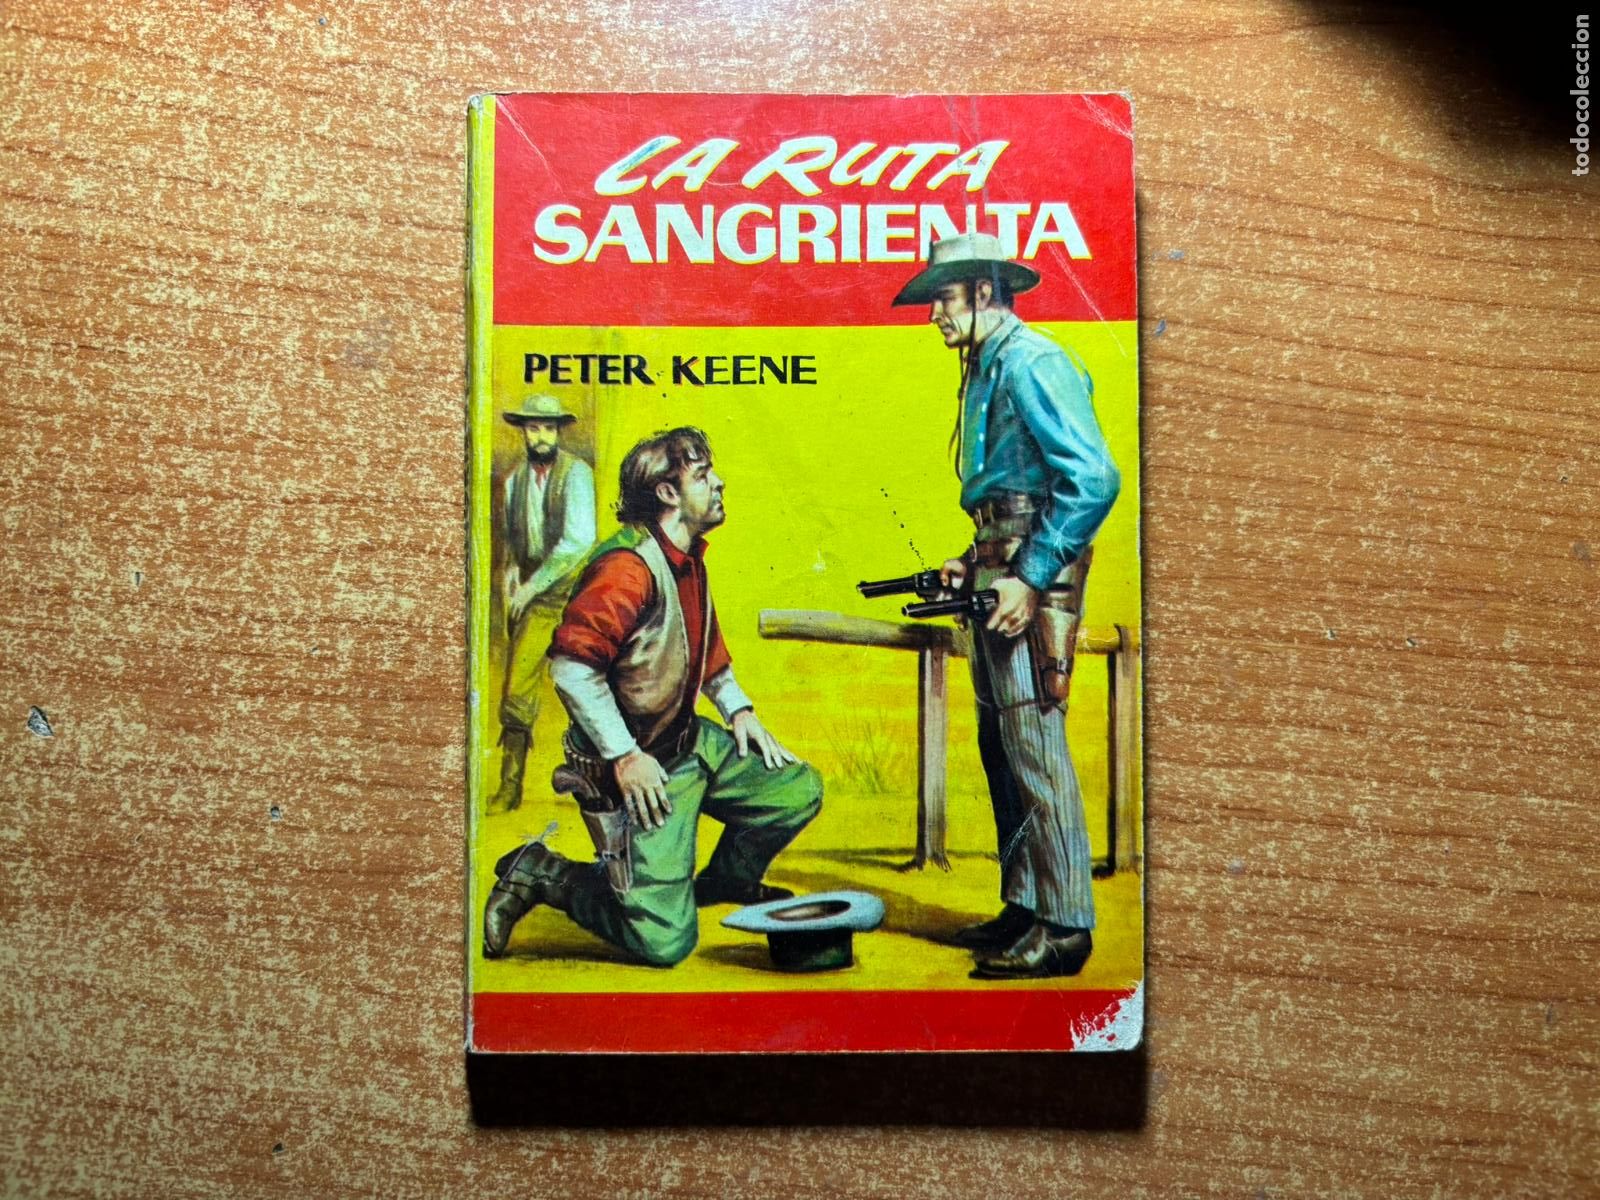 LA RUTA
SANGRIENTA
PETER KEENE
todocoleccion